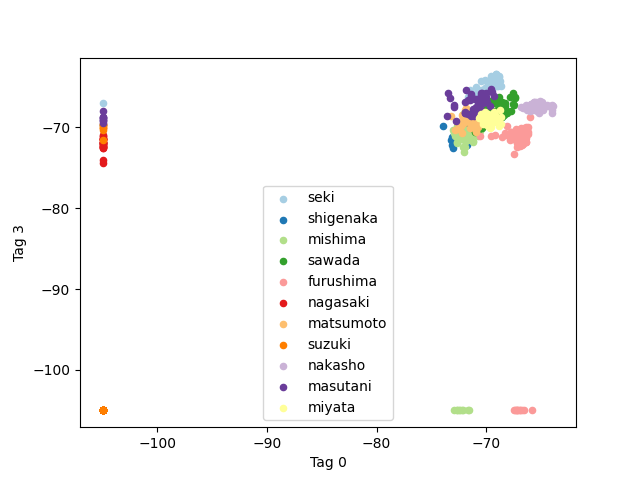 −70
−80
−90
−100
Tag 3
seki
shigenaka
mishima
sawada
furushima
nagasaki
matsumoto
suzuki
nakasho
masutani
miyata
−100 −90 −80 −70
Tag 0